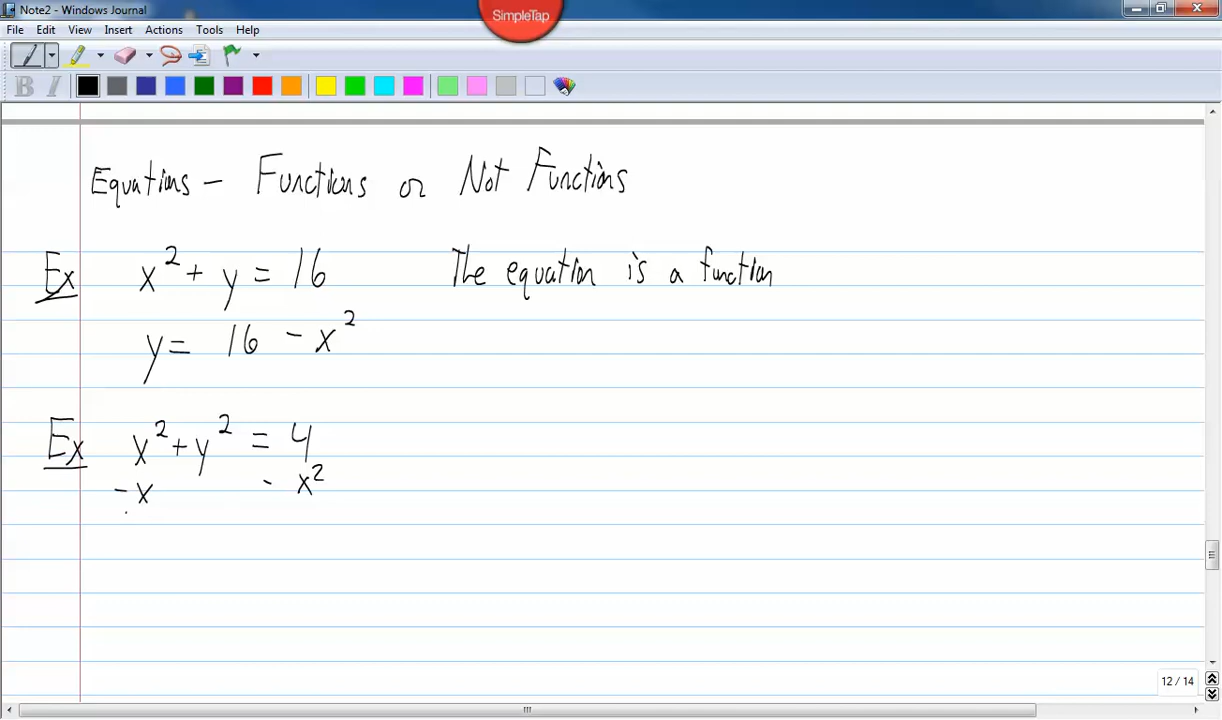 Note2 - Windows Journal
SimpleTap
File Edit View Insert Actions Tools Help
B I
Equations - Functions or Not Functions
Ex x² + y = 16 The equation is a function
y = 16 - x²
Ex x² + y² = 4
- x - x²
12 / 14